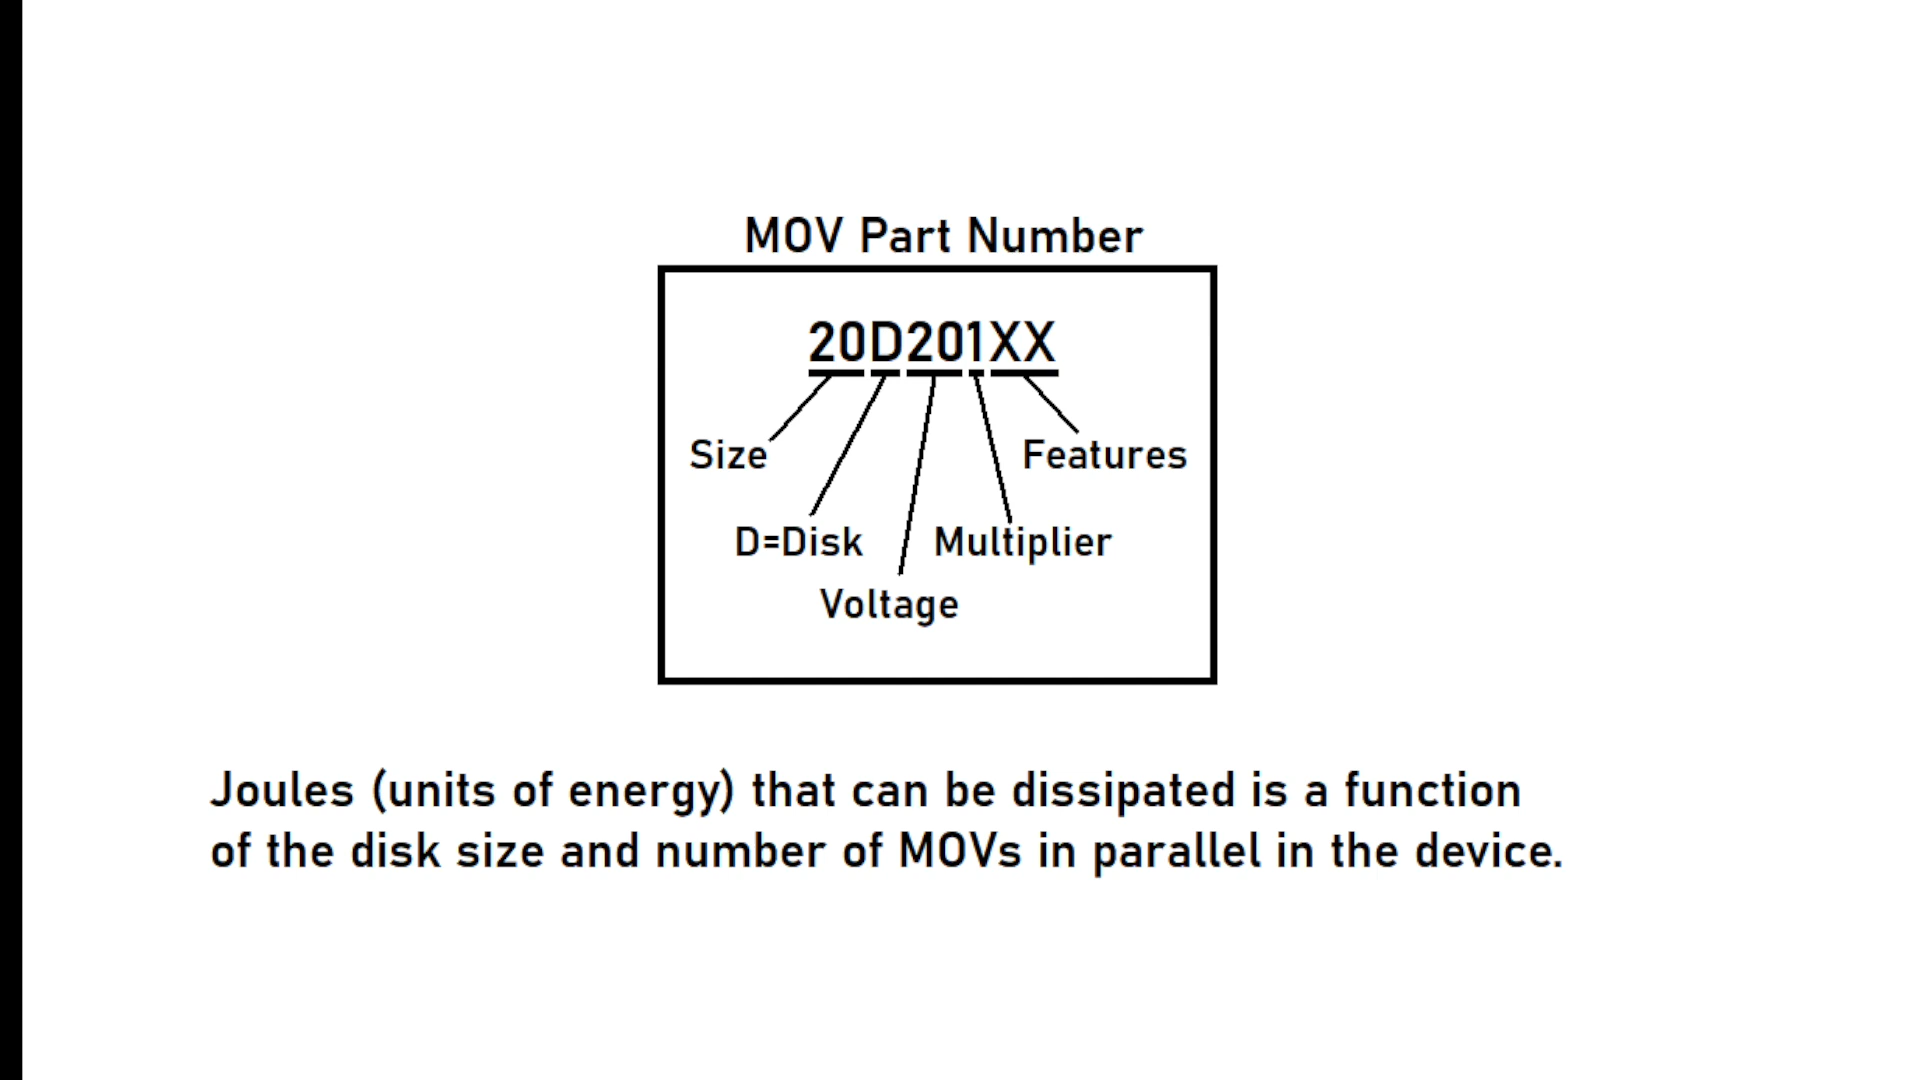 MOV Part Number
20D201XX
Size
Features
D=Disk
Multiplier
Voltage
Joules (units of energy) that can be dissipated is a function
of the disk size and number of MOVs in parallel in the device.